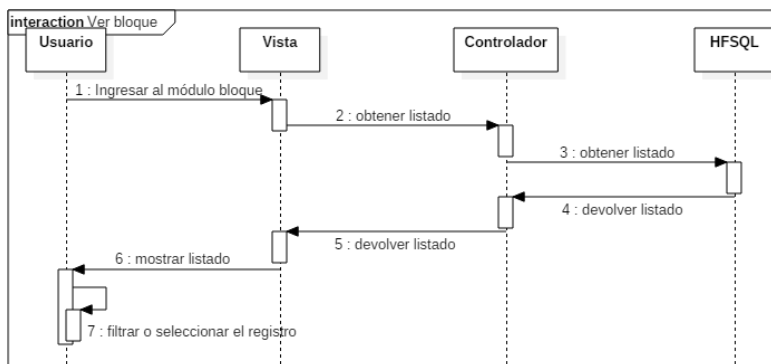 interaction Ver bloque
Usuario
Vista
Controlador
HFSQL
1 : Ingresar al módulo bloque
2 : obtener listado
3 : obtener listado
4 : devolver listado
5 : devolver listado
6 : mostrar listado
7 : filtrar o seleccionar el registro